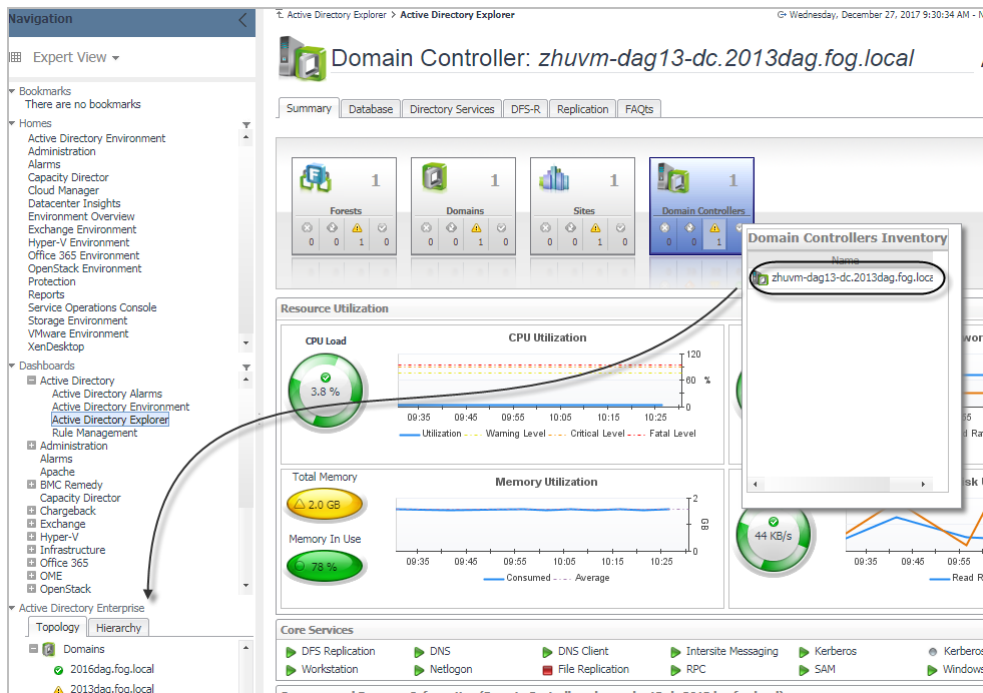 Navigation
Expert View
Bookmarks
There are no bookmarks
Homes
Active Directory Environment
Administration
Alarms
Capacity Director
Cloud Manager
Datacenter Insights
Environment Overview
Exchange Environment
Hyper-V Environment
Office 365 Environment
OpenStack Environment
Protection
Reports
Service Operations Console
Storage Environment
VMware Environment
XenDesktop
Dashboards
Active Directory
Active Directory Alarms
Active Directory Environment
Active Directory Explorer
Rule Management
Administration
Alarms
Apache
BMC Remedy
Capacity Director
Chargeback
Exchange
Hyper-V
Infrastructure
Office 365
OME
OpenStack
Active Directory Enterprise
Topology Hierarchy
Domains
2016dag.fog.local
2013dag.fog.local
Active Directory Explorer > Active Directory Explorer
Wednesday, December 27, 2017 9:30:34 AM - N
Domain Controller: zhuvm-dag13-dc.2013dag.fog.local
Summary Database Directory Services DFS-R Replication FAQts
1 1 1 1
Forests Domains Sites Domain Controllers
0 0 1 0 0 0 1 0 0 0 1 0 0 0 1
Domain Controllers Inventory
Name
zhuvm-dag13-dc.2013dag.fog.loca
Resource Utilization
CPU Load
3.8 %
CPU Utilization
120
60
0
%
09:35 09:45 09:55 10:05 10:15 10:25
Utilization Warning Level Critical Level Fatal Level
Total Memory
2.0 GB
Memory In Use
78 %
Memory Utilization
2
0
GB
09:35 09:45 09:55 10:05 10:15 10:25
Consumed Average
wor
d Ra
sk U
44 KB/s
09:35 09:45 09:55
Read R
Core Services
DFS Replication DNS DNS Client Intersite Messaging Kerberos Kerberos
Workstation Netlogon File Replication RPC SAM Windows